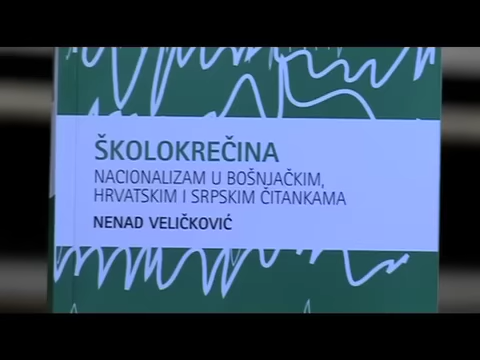 ŠKOLOKREČINA
NACIONALIZAM U BOŠNJAČKIM,
HRVATSKIM I SRPSKIM ČITANKAMA
NENAD VELIČKOVIĆ